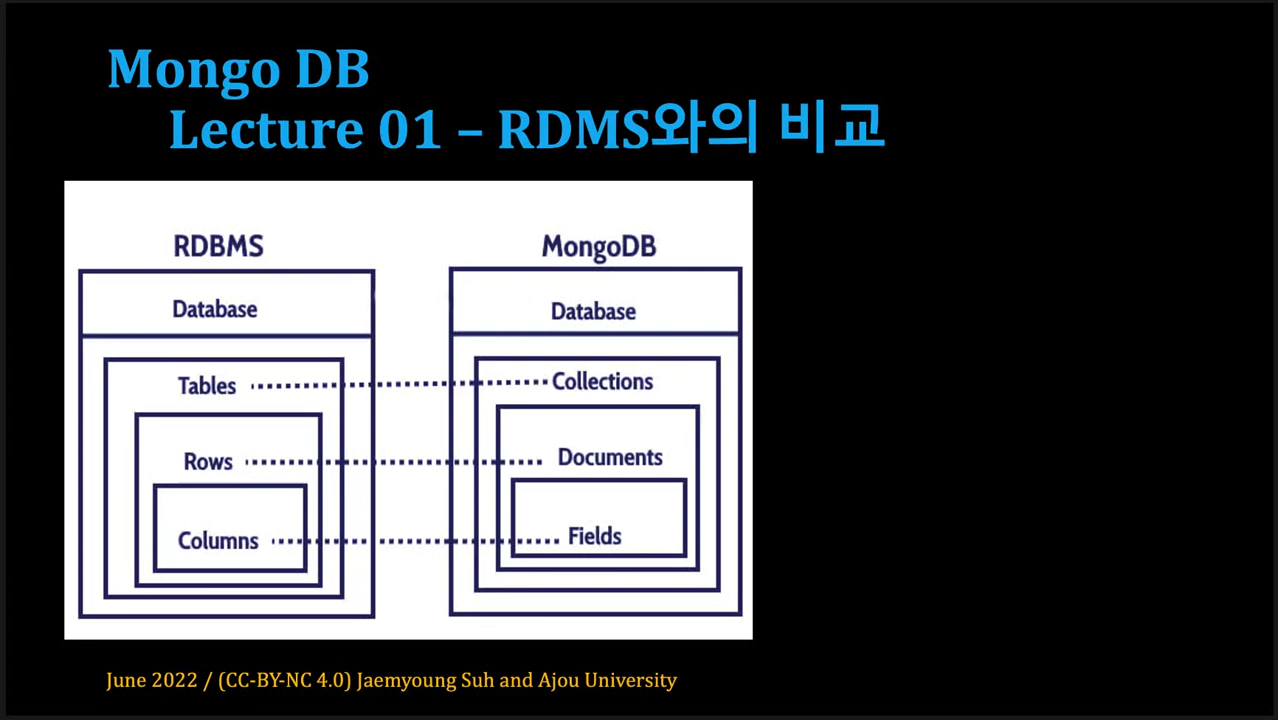 Mongo DB
Lecture 01 – RDMS와의 비교
RDBMS
Database
Tables
Rows
Columns
MongoDB
Database
Collections
Documents
Fields
June 2022 / (CC-BY-NC 4.0) Jaemyoung Suh and Ajou University